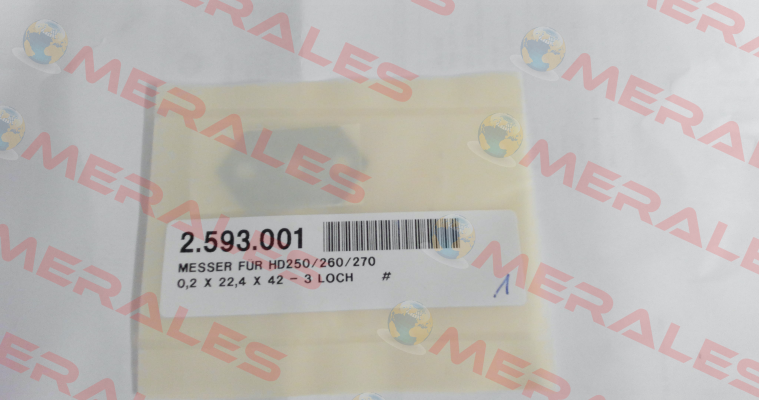 MERALES
MERALES
MERALES
MERALES
2.593.001
MESSER FÜR HD250/260/270
0,2 X 22,4 X 42 - 3 LOCH #
1
MERALES
MERALES